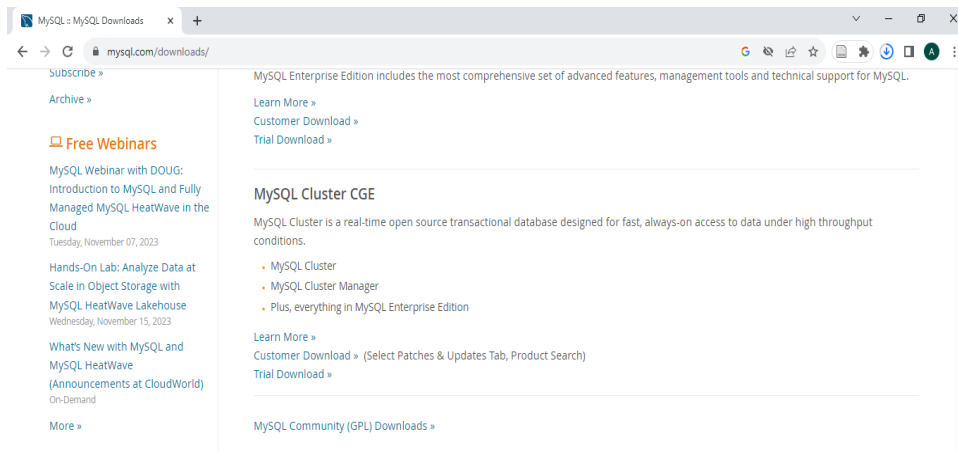 MySQL :: MySQL Downloads
mysql.com/downloads/
A
Subscribe »
Archive »
Free Webinars
MySQL Webinar with DOUG:
Introduction to MySQL and Fully
Managed MySQL HeatWave in the
Cloud
Tuesday, November 07, 2023
Hands-On Lab: Analyze Data at
Scale in Object Storage with
MySQL HeatWave Lakehouse
Wednesday, November 15, 2023
What's New with MySQL and
MySQL HeatWave
(Announcements at CloudWorld)
On-Demand
More »
MySQL Enterprise Edition includes the most comprehensive set of advanced features, management tools and technical support for MySQL.
Learn More »
Customer Download »
Trial Download »
MySQL Cluster CGE
MySQL Cluster is a real-time open source transactional database designed for fast, always-on access to data under high throughput
conditions.
• MySQL Cluster
• MySQL Cluster Manager
• Plus, everything in MySQL Enterprise Edition
Learn More »
Customer Download » (Select Patches & Updates Tab, Product Search)
Trial Download »
MySQL Community (GPL) Downloads »